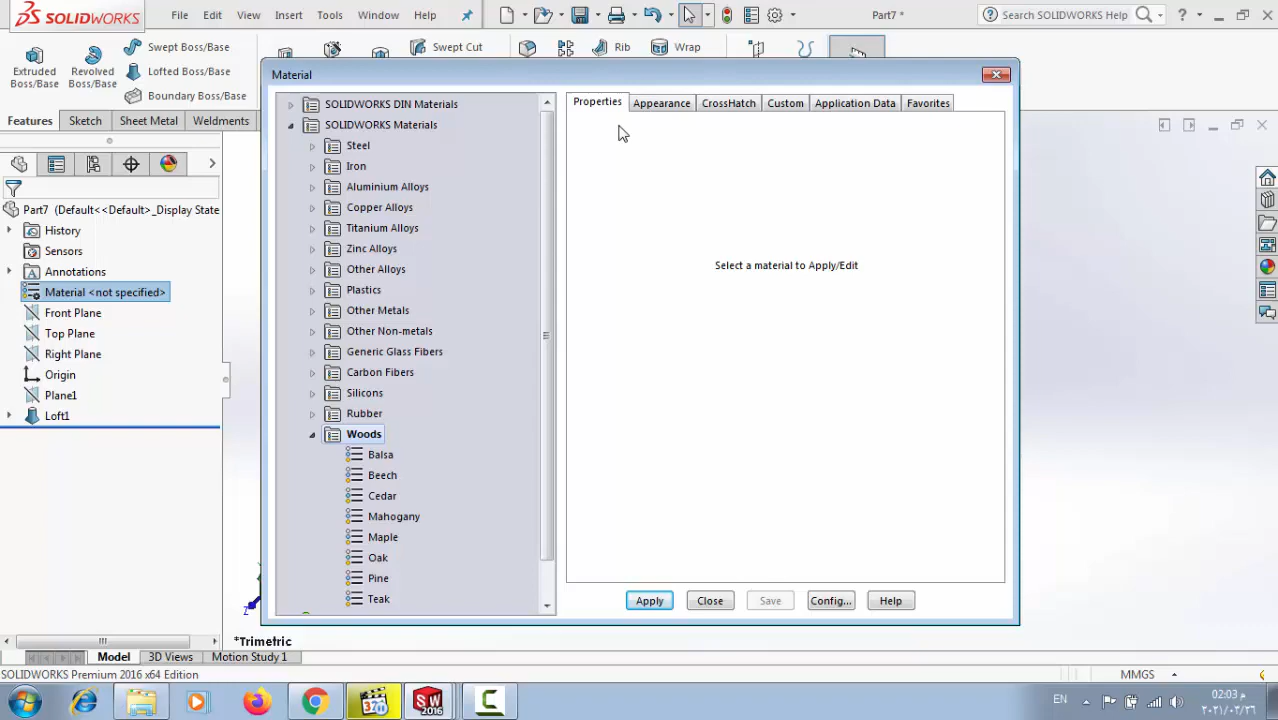 SOLIDWORKS File Edit View Insert Tools Window Help Part7 * Search SOLIDWORKS Help ?
Extruded Boss/Base
Revolved Boss/Base
Swept Boss/Base
Lofted Boss/Base
Boundary Boss/Base
Swept Cut
Rib
Wrap
Features Sketch Sheet Metal Weldments
Part7 (Default<<Default>_Display State
History
Sensors
Annotations
Material <not specified>
Front Plane
Top Plane
Right Plane
Origin
Plane1
Loft1
Material
SOLIDWORKS DIN Materials
SOLIDWORKS Materials
Steel
Iron
Aluminium Alloys
Copper Alloys
Titanium Alloys
Zinc Alloys
Other Alloys
Plastics
Other Metals
Other Non-metals
Generic Glass Fibers
Carbon Fibers
Silicons
Rubber
Woods
Balsa
Beech
Cedar
Mahogany
Maple
Oak
Pine
Teak
Properties Appearance CrossHatch Custom Application Data Favorites
Select a material to Apply/Edit
Apply Close Save Config... Help
Z
*Trimetric
Model 3D Views Motion Study 1
SOLIDWORKS Premium 2016 x64 Edition MMGS
EN
02:03 م
٢٠٢١/٠٣/٢٦
321
SW
2016